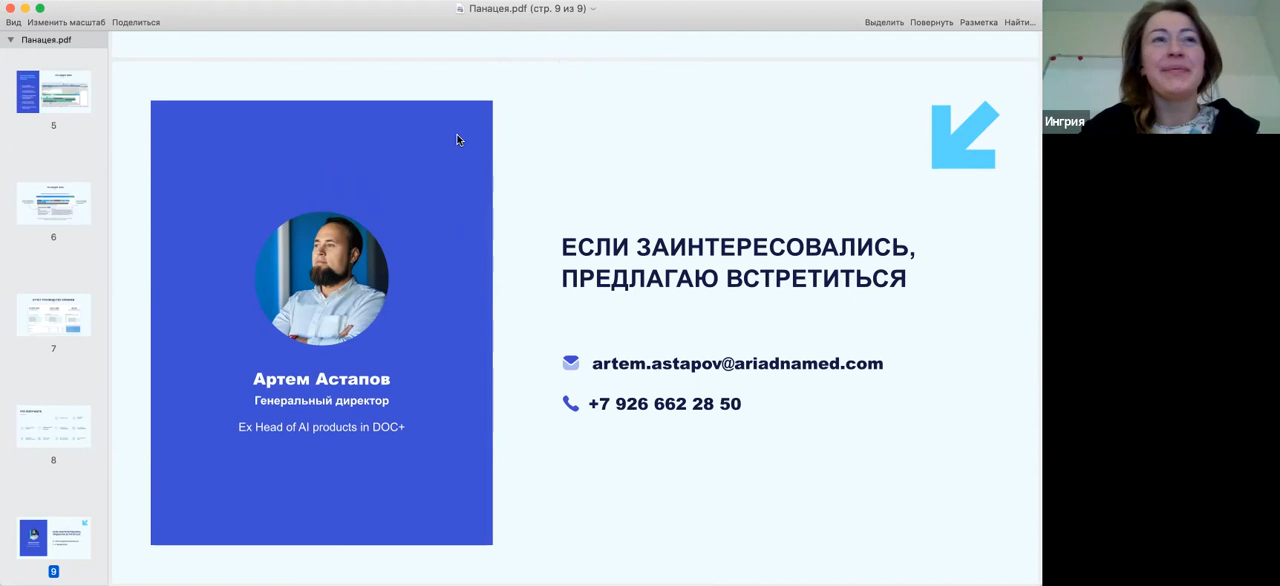 Панацея.pdf (стр. 9 из 9)
Вид Изменить масштаб Поделиться
Выделить Повернуть Разметка Найти...
Панацея.pdf
5
6
7
8
9
Артем Астапов
Генеральный директор
Ex Head of AI products in DOC+
ЕСЛИ ЗАИНТЕРЕСОВАЛИСЬ,
ПРЕДЛАГАЮ ВСТРЕТИТЬСЯ
artem.astapov@ariadnamed.com
+7 926 662 28 50
Ингрия